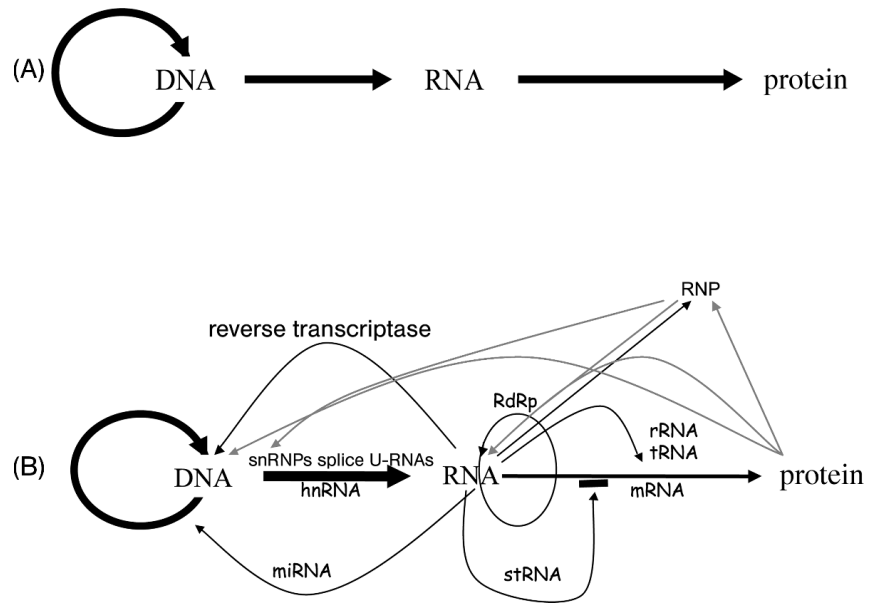 (A) DNA RNA protein
RNP
reverse transcriptase
RdRp
rRNA
tRNA
snRNPs splice U-RNAs
(B) DNA RNA protein
hnRNA mRNA
miRNA stRNA